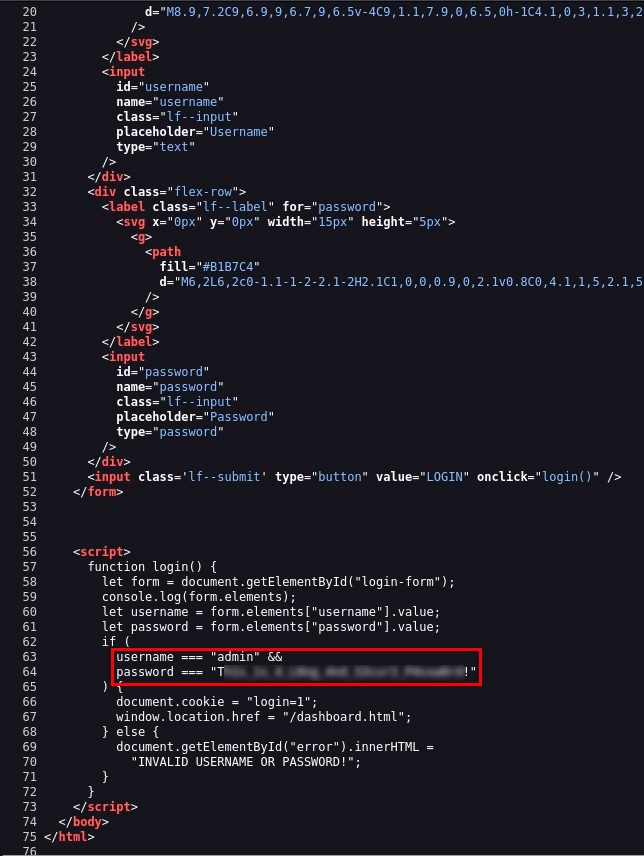 20 d="M8.9,7.2C9,6.9,9,6.7,9,6.5v-4C9,1.1,7.9,0,6.5,0h-1C4.1,0,3,1.1,3,2
21 />
22 </svg>
23 </label>
24 <input
25 id="username"
26 name="username"
27 class="lf--input"
28 placeholder="Username"
29 type="text"
30 />
31 </div>
32 <div class="flex-row">
33 <label class="lf--label" for="password">
34 <svg x="0px" y="0px" width="15px" height="5px">
35 <g>
36 <path
37 fill="#B1B7C4"
38 d="M6,2L6,2c0-1.1-1-2-2.1-2H2.1C1,0,0,0.9,0,2.1v0.8C0,4.1,1,5,2.1,5
39 />
40 </g>
41 </svg>
42 </label>
43 <input
44 id="password"
45 name="password"
46 class="lf--input"
47 placeholder="Password"
48 type="password"
49 />
50 </div>
51 <input class='lf--submit' type="button" value="LOGIN" onclick="login()" />
52 </form>
53
54
55
56 <script>
57 function login() {
58 let form = document.getElementById("login-form");
59 console.log(form.elements);
60 let username = form.elements["username"].value;
61 let password = form.elements["password"].value;
62 if (
63 username === "admin" &&
64 password === "T !"
65 ) {
66 document.cookie = "login=1";
67 window.location.href = "/dashboard.html";
68 } else {
69 document.getElementById("error").innerHTML =
70 "INVALID USERNAME OR PASSWORD!";
71 }
72 }
73 </script>
74 </body>
75 </html>
76